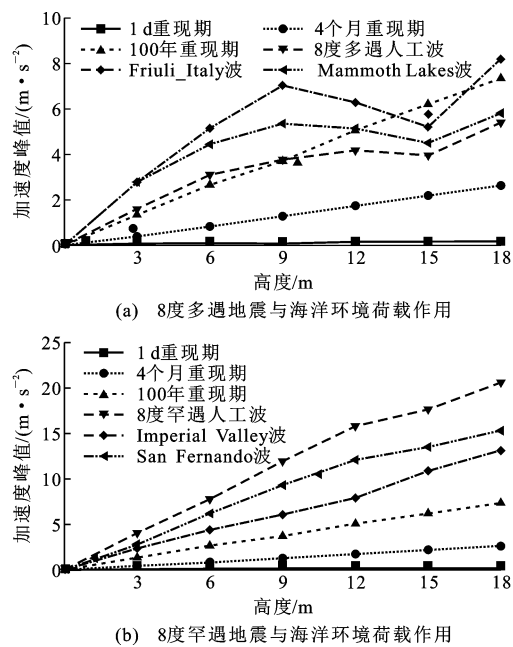 1 d重现期 4个月重现期
100年重现期 8度多遇人工波
Friuli_Italy波 Mammoth Lakes波
加速度峰值/(m·s⁻²)
10
8
6
4
2
0
3 6 9 12 15 18
高度/m
(a) 8度多遇地震与海洋环境荷载作用
1 d重现期
4个月重现期
100年重现期
8度罕遇人工波
Imperial Valley波
San Fernando波
加速度峰值/(m·s⁻²)
25
20
15
10
5
0
3 6 9 12 15 18
高度/m
(b) 8度罕遇地震与海洋环境荷载作用